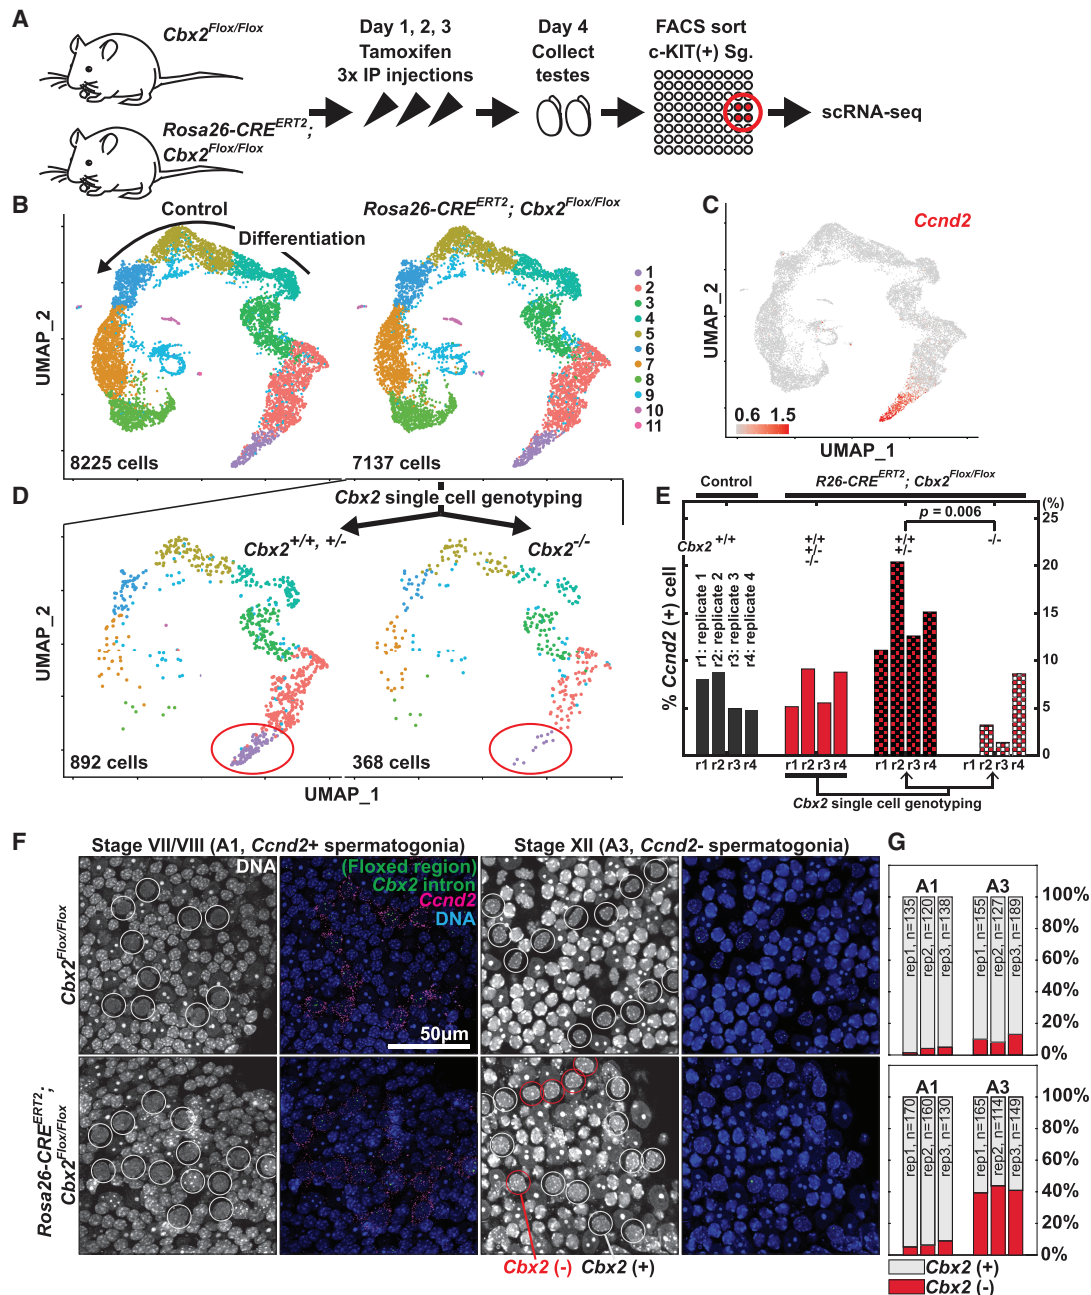 A
Cbx2Flox/Flox
Rosa26-CREERT2;
Cbx2Flox/Flox
Day 1, 2, 3
Tamoxifen
3x IP injections
Day 4
Collect
testes
FACS sort
c-KIT(+) Sg.
scRNA-seq
B
Control
Rosa26-CREERT2; Cbx2Flox/Flox
Differentiation
UMAP_2
8225 cells
7137 cells
1
2
3
4
5
6
7
8
9
10
11
C
Ccnd2
UMAP_2
0.6 1.5
UMAP_1
D
Cbx2 single cell genotyping
Cbx2+/+, +/-
Cbx2-/-
UMAP_2
892 cells
368 cells
UMAP_1
E
Control
R26-CREERT2; Cbx2Flox/Flox
(%)
p = 0.006
Cbx2 +/+
+/+
+/-
-/-
+/+
+/-
-/-
% Ccnd2 (+) cell
r1: replicate 1
r2: replicate 2
r3: replicate 3
r4: replicate 4
25
20
15
10
5
0
r1 r2 r3 r4
r1 r2 r3 r4
r1 r2 r3 r4
r1 r2 r3 r4
Cbx2 single cell genotyping
F
Stage VII/VIII (A1, Ccnd2+ spermatogonia)
Stage XII (A3, Ccnd2- spermatogonia)
DNA
(Floxed region)
Cbx2 intron
Ccnd2
DNA
50μm
Cbx2Flox/Flox
Rosa26-CREERT2;
Cbx2Flox/Flox
Cbx2 (-)
Cbx2 (+)
G
A1
A3
rep1, n=135
rep2, n=120
rep3, n=138
rep1, n=155
rep2, n=127
rep3, n=189
100%
80%
60%
40%
20%
0%
A1
A3
rep1, n=170
rep2, n=160
rep3, n=130
rep1, n=165
rep2, n=114
rep3, n=149
100%
80%
60%
40%
20%
0%
Cbx2 (+)
Cbx2 (-)